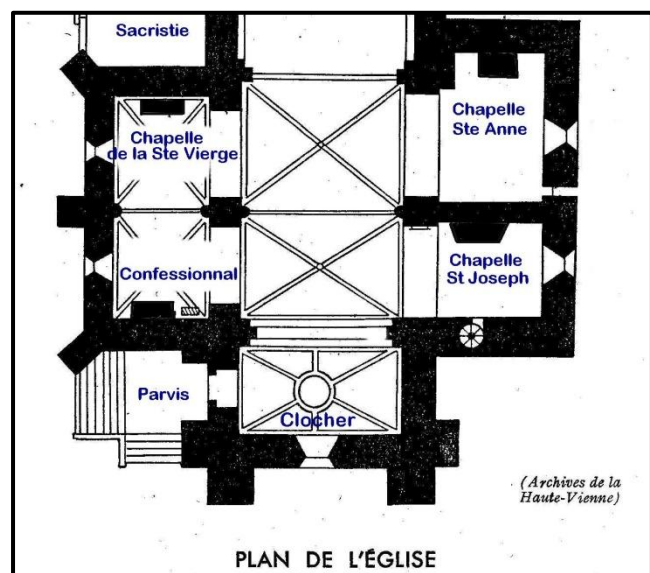 Sacristie
Chapelle
de la Ste Vierge
Chapelle
Ste Anne
Confessionnal
Chapelle
St Joseph
Parvis
Clocher
(Archives de la
Haute-Vienne)
PLAN DE L'ÉGLISE